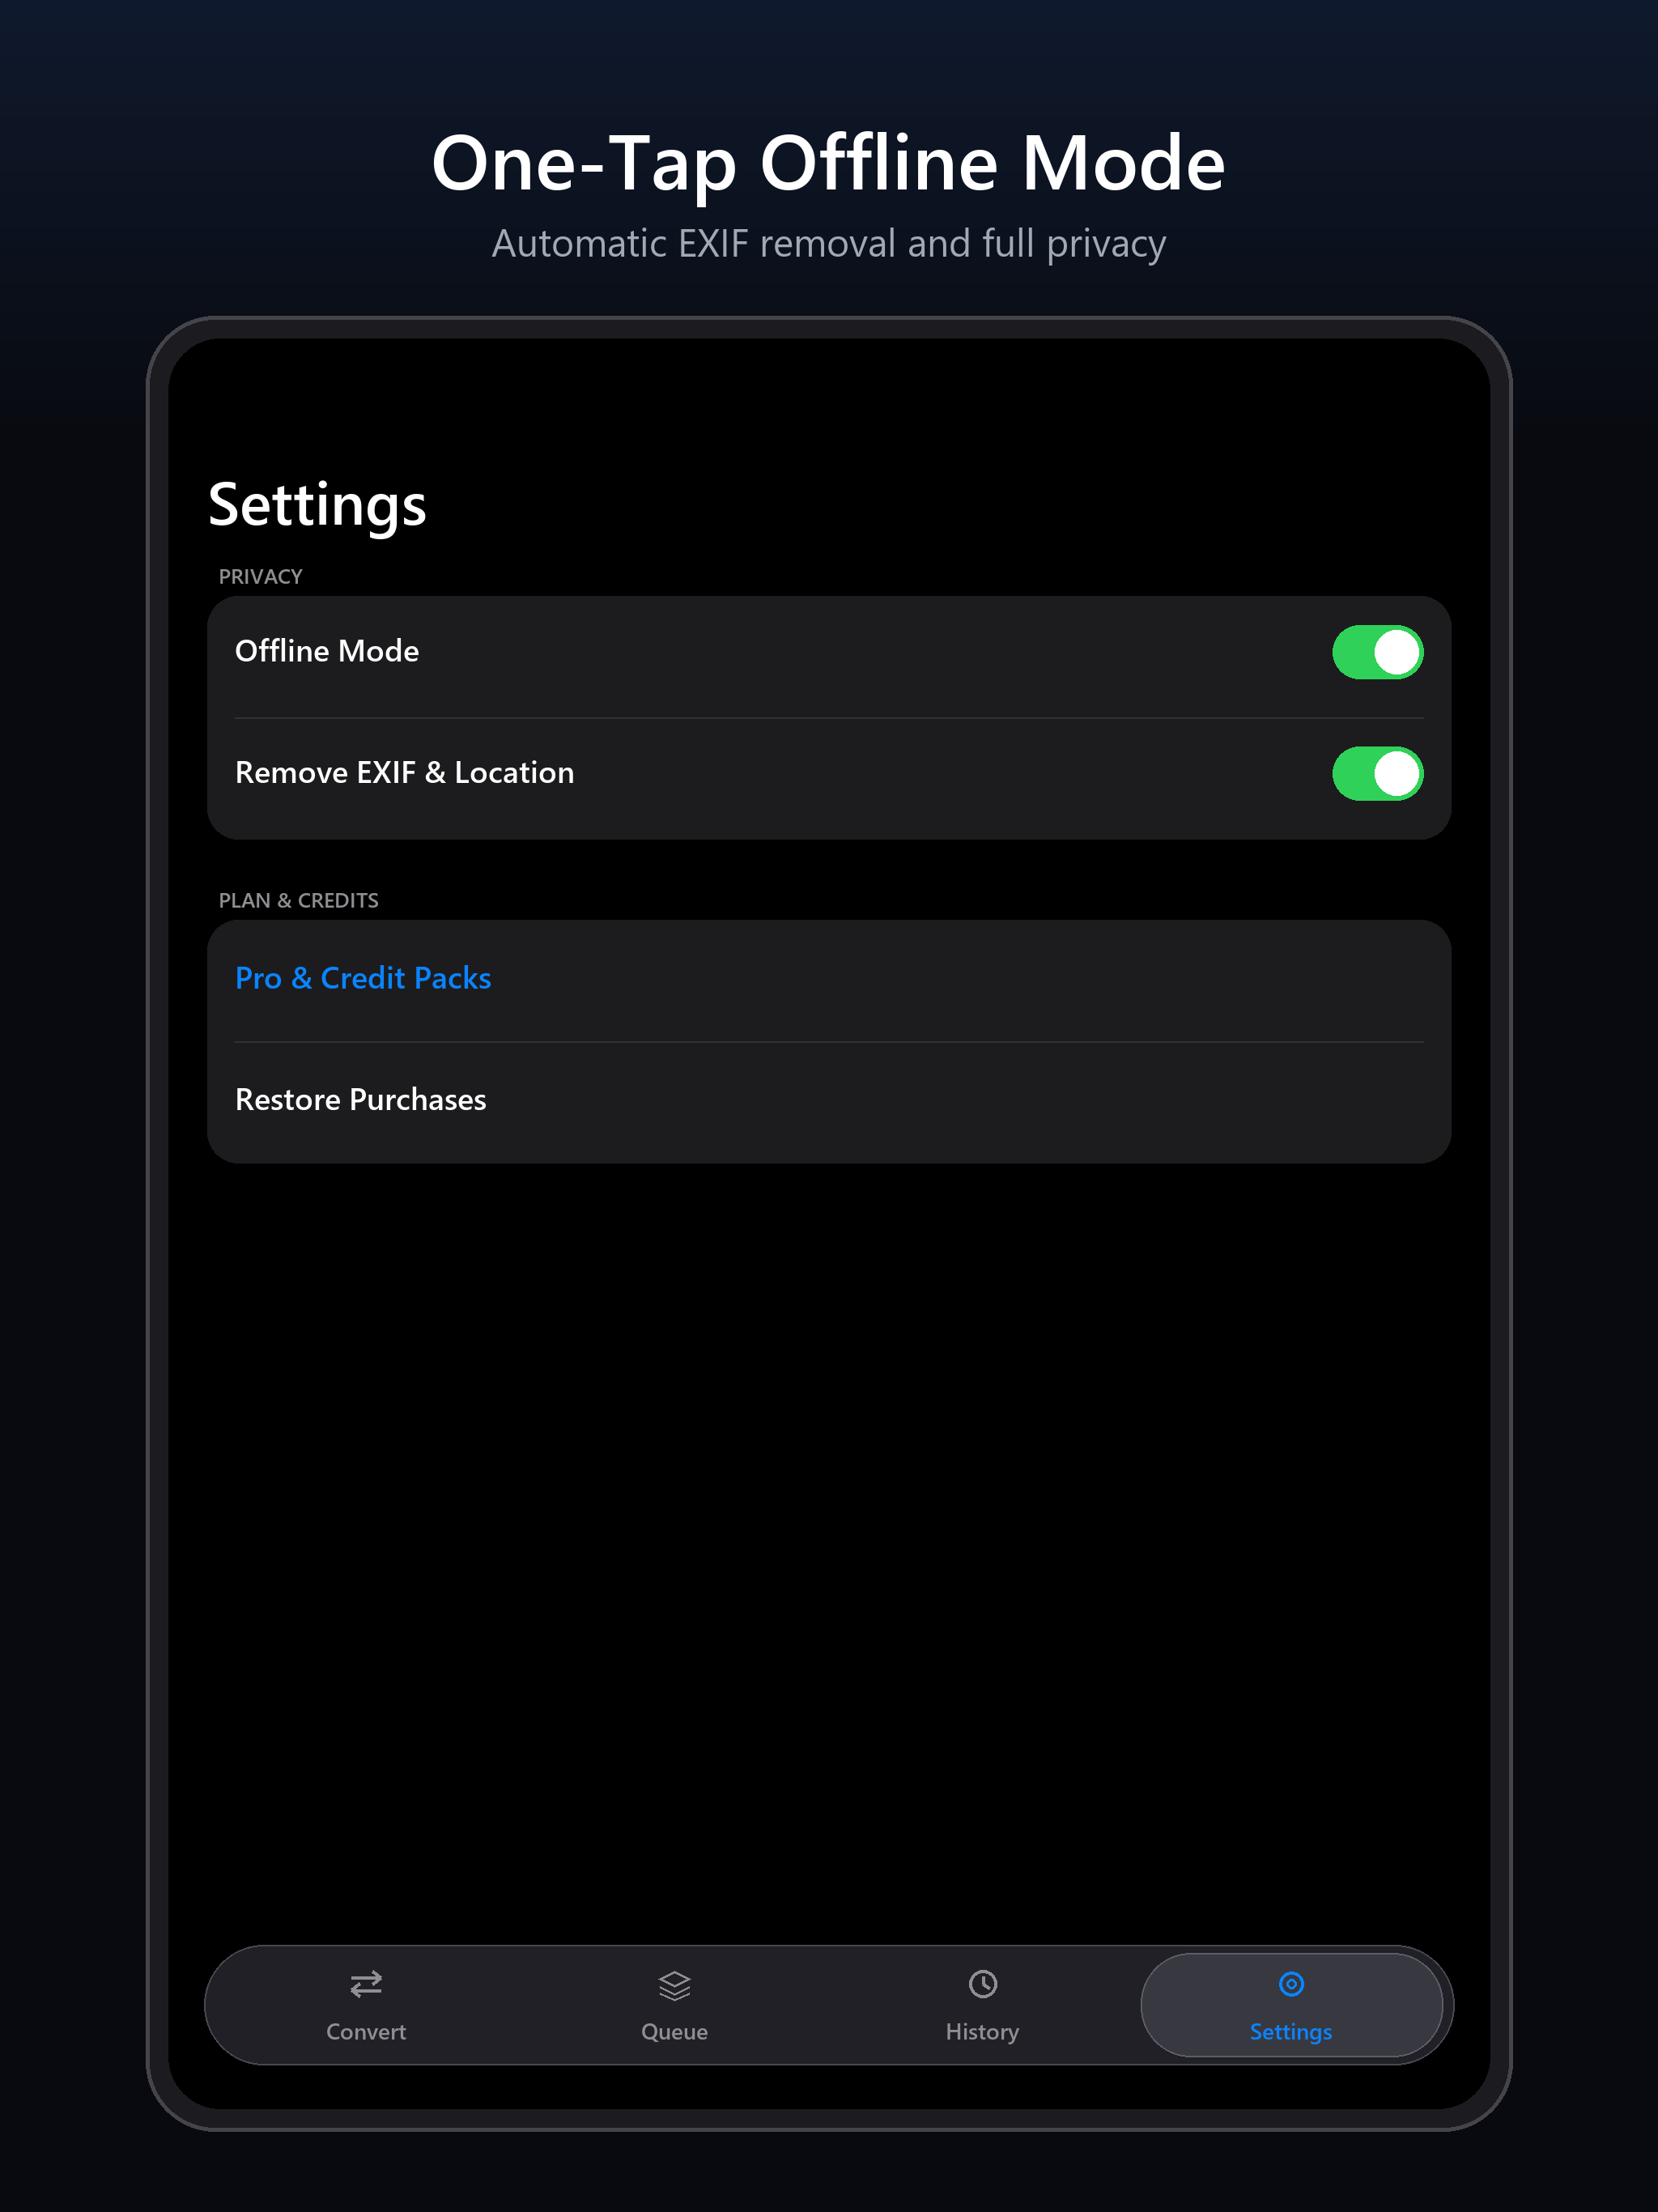 One-Tap Offline Mode
Automatic EXIF removal and full privacy
Settings
PRIVACY
Offline Mode
Remove EXIF & Location
PLAN & CREDITS
Pro & Credit Packs
Restore Purchases
Convert
Queue
History
Settings